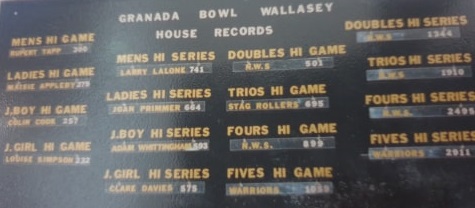 GRANADA BOWL WALLASEY
HOUSE RECORDS
MENS HI GAME
RUPERT TAPP 300
LADIES HI GAME
MAISIE APPLEBY 279
J.BOY HI GAME
COLIN COOK 257
J.GIRL HI GAME
LOUISE SIMPSON 232
MENS HI SERIES
LARRY LALONE 741
LADIES HI SERIES
JOAN PRIMMER 664
J.BOY HI SERIES
ADAM WHITTINGHAM
J.GIRL HI SERIES
CLARE DAVIES 575
DOUBLES HI GAME
N.W.S. 501
TRIOS HI GAME
STAG ROLLERS 695
FOURS HI GAME
N.W.S. 899
FIVES HI GAME
WARRIORS
DOUBLES HI SERIES
N.W.S 1344
TRIOS HI SERIES
N.W.S 1910
FOURS HI SERIES
N.W.S.
FIVES HI SERIES
WARRIORS 2911